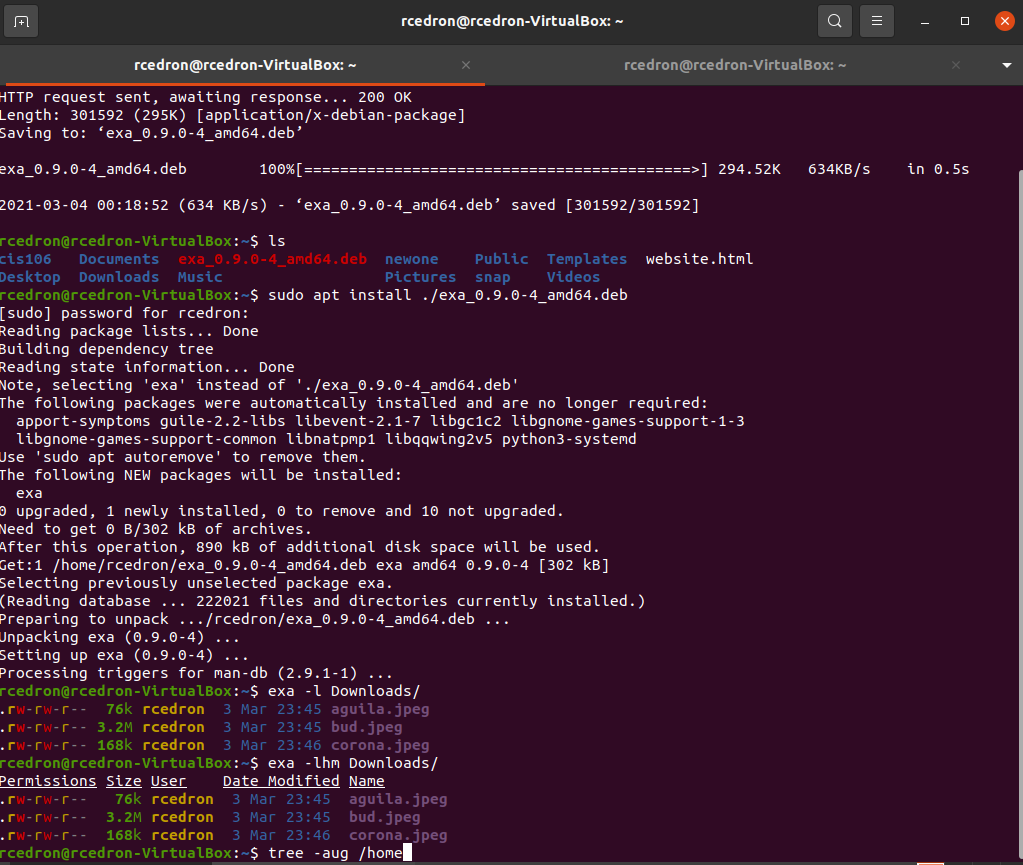 rcedron@rcedron-VirtualBox: ~
rcedron@rcedron-VirtualBox: ~
rcedron@rcedron-VirtualBox: ~
HTTP request sent, awaiting response... 200 OK
Length: 301592 (295K) [application/x-debian-package]
Saving to: ‘exa_0.9.0-4_amd64.deb’
exa_0.9.0-4_amd64.deb 100%[===========================================>] 294.52K 634KB/s in 0.5s
2021-03-04 00:18:52 (634 KB/s) - ‘exa_0.9.0-4_amd64.deb’ saved [301592/301592]
rcedron@rcedron-VirtualBox:~$ ls
cis106 Documents exa_0.9.0-4_amd64.deb newone Public Templates website.html
Desktop Downloads Music Pictures snap Videos
rcedron@rcedron-VirtualBox:~$ sudo apt install ./exa_0.9.0-4_amd64.deb
[sudo] password for rcedron:
Reading package lists... Done
Building dependency tree
Reading state information... Done
Note, selecting 'exa' instead of './exa_0.9.0-4_amd64.deb'
The following packages were automatically installed and are no longer required:
apport-symptoms guile-2.2-libs libevent-2.1-7 libgc1c2 libgnome-games-support-1-3
libgnome-games-support-common libnatpmp1 libqqwing2v5 python3-systemd
Use 'sudo apt autoremove' to remove them.
The following NEW packages will be installed:
exa
0 upgraded, 1 newly installed, 0 to remove and 10 not upgraded.
Need to get 0 B/302 kB of archives.
After this operation, 890 kB of additional disk space will be used.
Get:1 /home/rcedron/exa_0.9.0-4_amd64.deb exa amd64 0.9.0-4 [302 kB]
Selecting previously unselected package exa.
(Reading database ... 222021 files and directories currently installed.)
Preparing to unpack .../rcedron/exa_0.9.0-4_amd64.deb ...
Unpacking exa (0.9.0-4) ...
Setting up exa (0.9.0-4) ...
Processing triggers for man-db (2.9.1-1) ...
rcedron@rcedron-VirtualBox:~$ exa -l Downloads/
.rw-rw-r-- 76k rcedron 3 Mar 23:45 aguila.jpeg
.rw-rw-r-- 3.2M rcedron 3 Mar 23:45 bud.jpeg
.rw-rw-r-- 168k rcedron 3 Mar 23:46 corona.jpeg
rcedron@rcedron-VirtualBox:~$ exa -lhm Downloads/
Permissions Size User Date Modified Name
.rw-rw-r-- 76k rcedron 3 Mar 23:45 aguila.jpeg
.rw-rw-r-- 3.2M rcedron 3 Mar 23:45 bud.jpeg
.rw-rw-r-- 168k rcedron 3 Mar 23:46 corona.jpeg
rcedron@rcedron-VirtualBox:~$ tree -aug /home